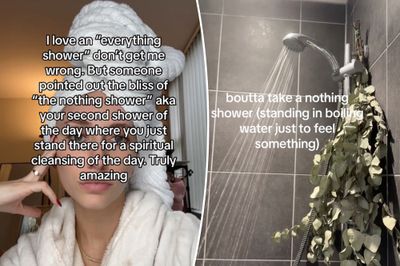 I love an "everything
shower" don't get me
wrong. But someone
pointed out the bliss of
"the nothing shower" aka
your second shower of
the day where you just
stand there for a spiritual
cleansing of the day. Truly
amazing
boutta take a nothing
shower (standing in boiling
water just to feel
something)